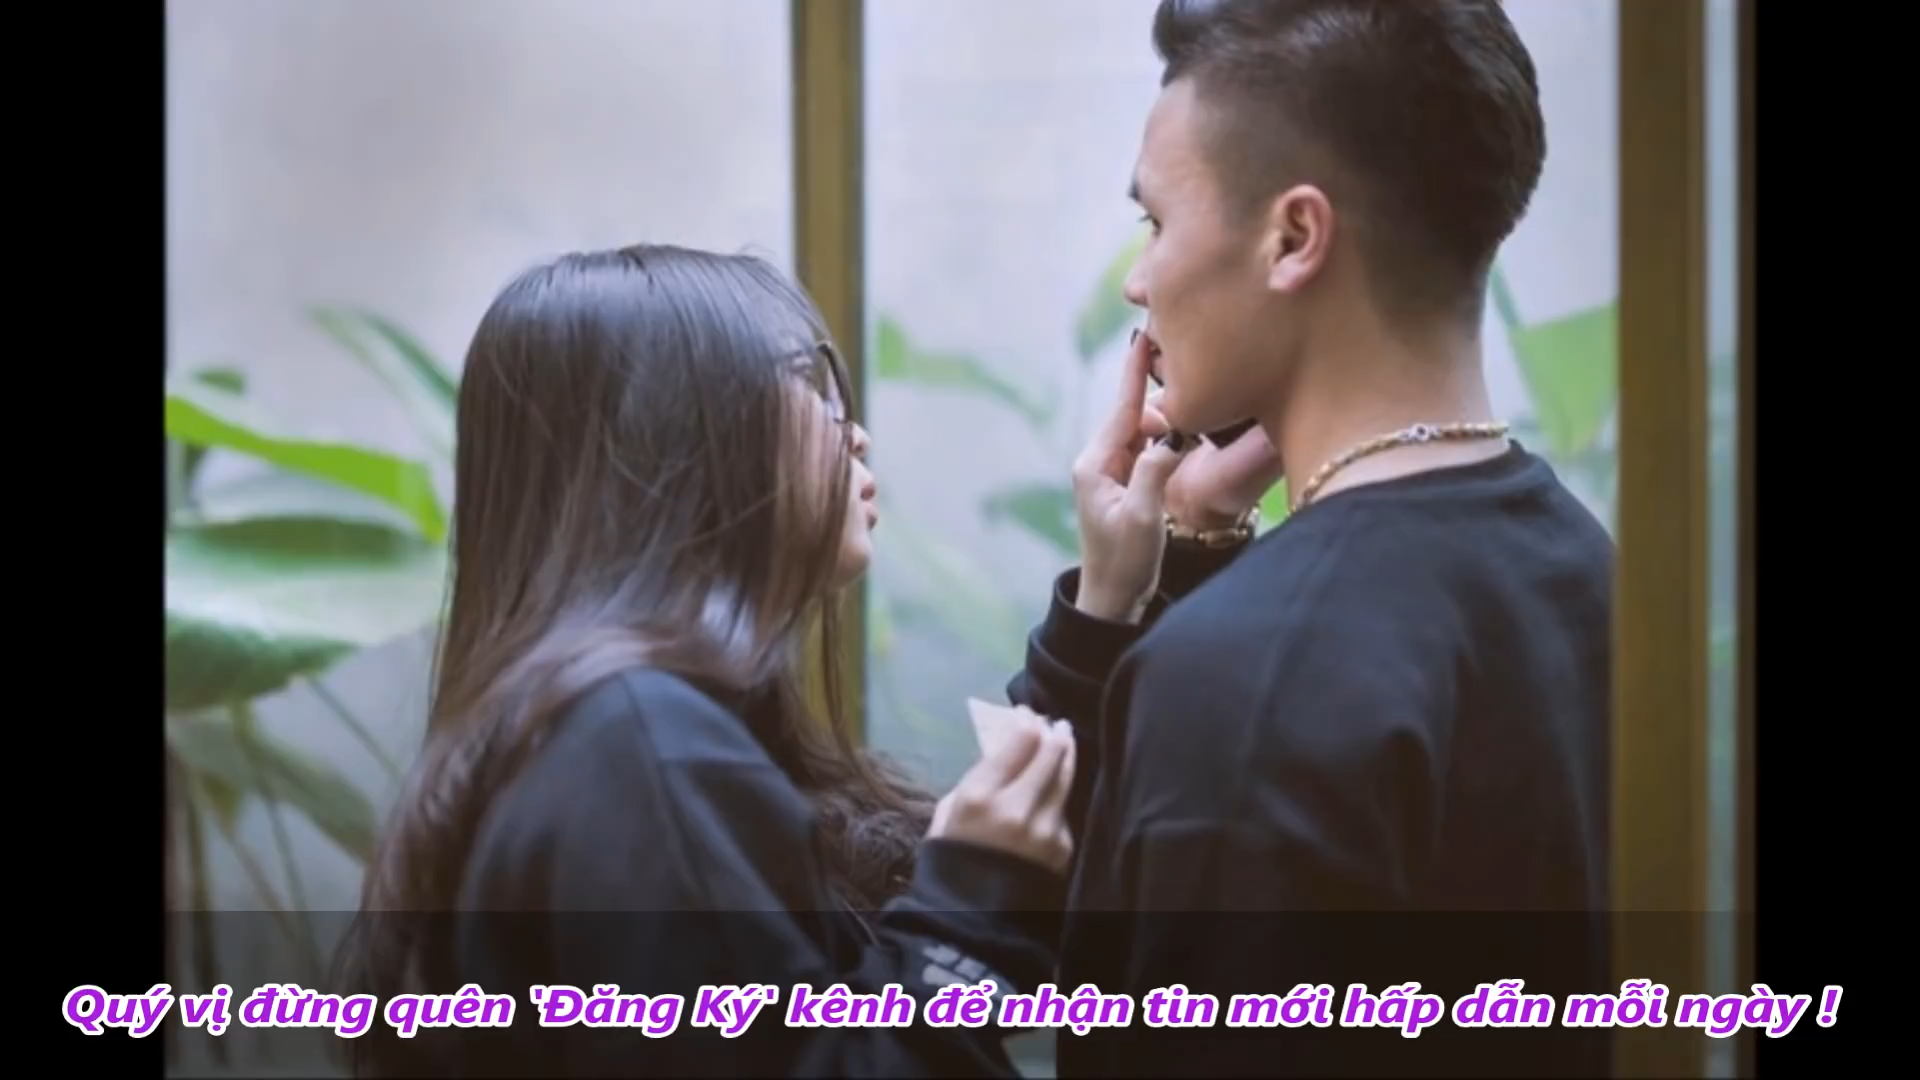 Quý vị đừng quên 'Đăng Ký' kênh để nhận tin mới hấp dẫn mỗi ngày !